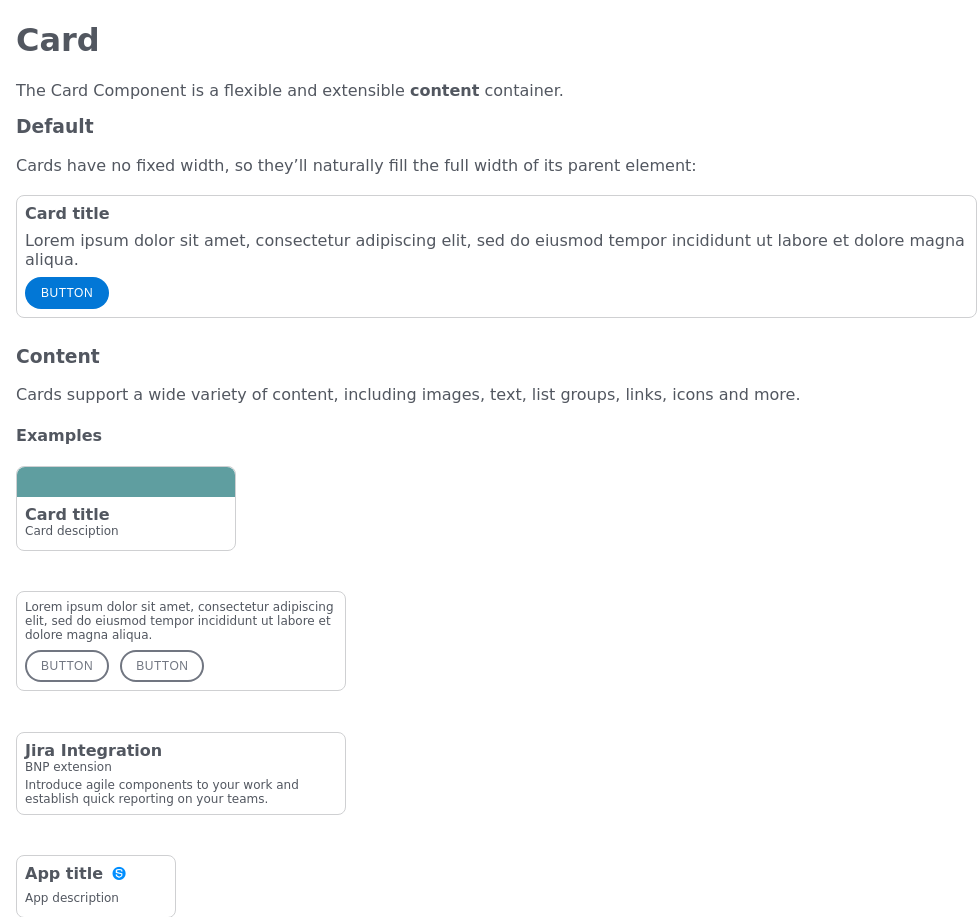 Card
The Card Component is a flexible and extensible content container.
Default
Cards have no fixed width, so they’ll naturally fill the full width of its parent element:
Card title
Lorem ipsum dolor sit amet, consectetur adipiscing elit, sed do eiusmod tempor incididunt ut labore et dolore magna
aliqua.
BUTTON
Content
Cards support a wide variety of content, including images, text, list groups, links, icons and more.
Examples
Card title
Card desciption
Lorem ipsum dolor sit amet, consectetur adipiscing
elit, sed do eiusmod tempor incididunt ut labore et
dolore magna aliqua.
BUTTON BUTTON
Jira Integration
BNP extension
Introduce agile components to your work and
establish quick reporting on your teams.
App title S
App description